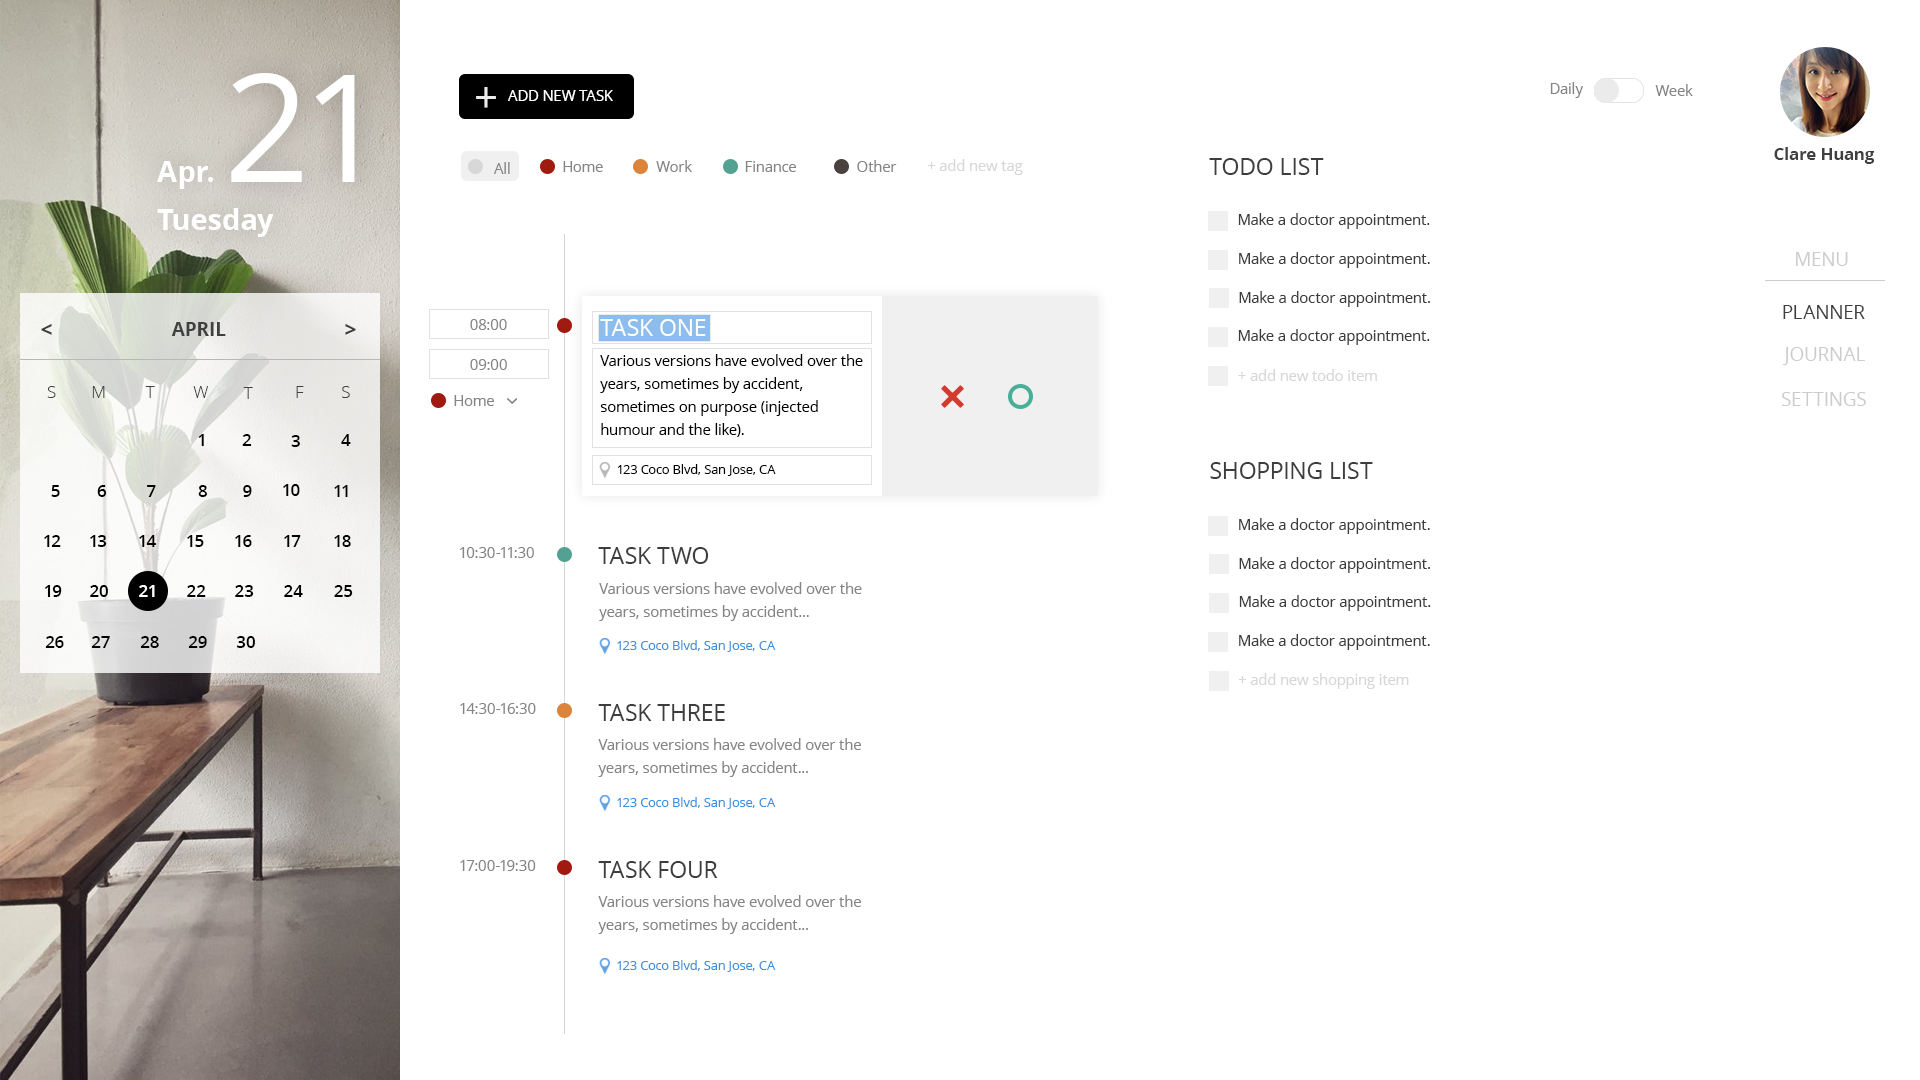 21
Apr.
Tuesday
< APRIL >
S M T W T F S
1 2 3 4
5 6 7 8 9 10 11
12 13 14 15 16 17 18
19 20 21 22 23 24 25
26 27 28 29 30
+ ADD NEW TASK
All Home Work Finance Other + add new tag
08:00
09:00
Home
TASK ONE
Various versions have evolved over the
years, sometimes by accident,
sometimes on purpose (injected
humour and the like).
123 Coco Blvd, San Jose, CA
10:30-11:30
TASK TWO
Various versions have evolved over the
years, sometimes by accident...
123 Coco Blvd, San Jose, CA
14:30-16:30
TASK THREE
Various versions have evolved over the
years, sometimes by accident...
123 Coco Blvd, San Jose, CA
17:00-19:30
TASK FOUR
Various versions have evolved over the
years, sometimes by accident...
123 Coco Blvd, San Jose, CA
Daily Week
TODO LIST
Make a doctor appointment.
Make a doctor appointment.
Make a doctor appointment.
Make a doctor appointment.
+ add new todo item
SHOPPING LIST
Make a doctor appointment.
Make a doctor appointment.
Make a doctor appointment.
Make a doctor appointment.
+ add new shopping item
Clare Huang
MENU
PLANNER
JOURNAL
SETTINGS